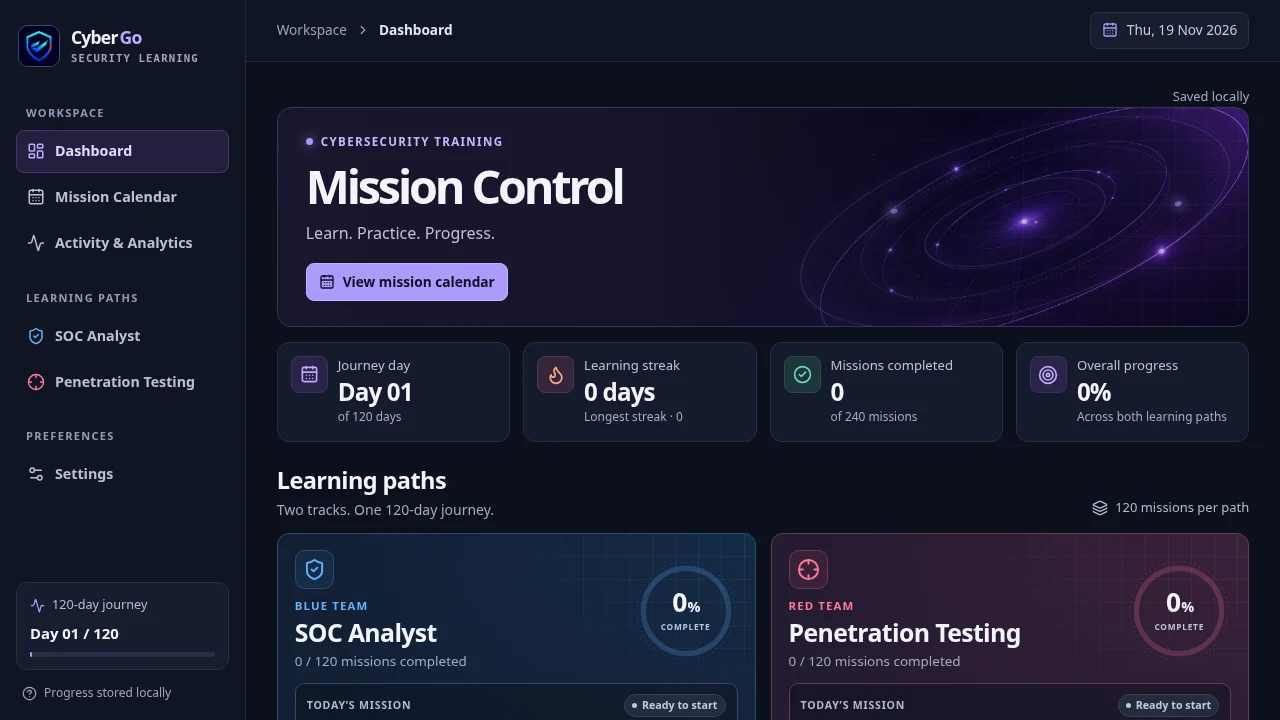 CyberGo
SECURITY LEARNING
WORKSPACE
Dashboard
Mission Calendar
Activity & Analytics
LEARNING PATHS
SOC Analyst
Penetration Testing
PREFERENCES
Settings
120-day journey
Day 01 / 120
Progress stored locally
Workspace > Dashboard
Thu, 19 Nov 2026
Saved locally
CYBERSECURITY TRAINING
Mission Control
Learn. Practice. Progress.
View mission calendar
Journey day
Day 01
of 120 days
Learning streak
0 days
Longest streak · 0
Missions completed
0
of 240 missions
Overall progress
0%
Across both learning paths
Learning paths
Two tracks. One 120-day journey.
120 missions per path
BLUE TEAM
SOC Analyst
0 / 120 missions completed
0%
COMPLETE
TODAY'S MISSION
Ready to start
RED TEAM
Penetration Testing
0 / 120 missions completed
0%
COMPLETE
TODAY'S MISSION
Ready to start